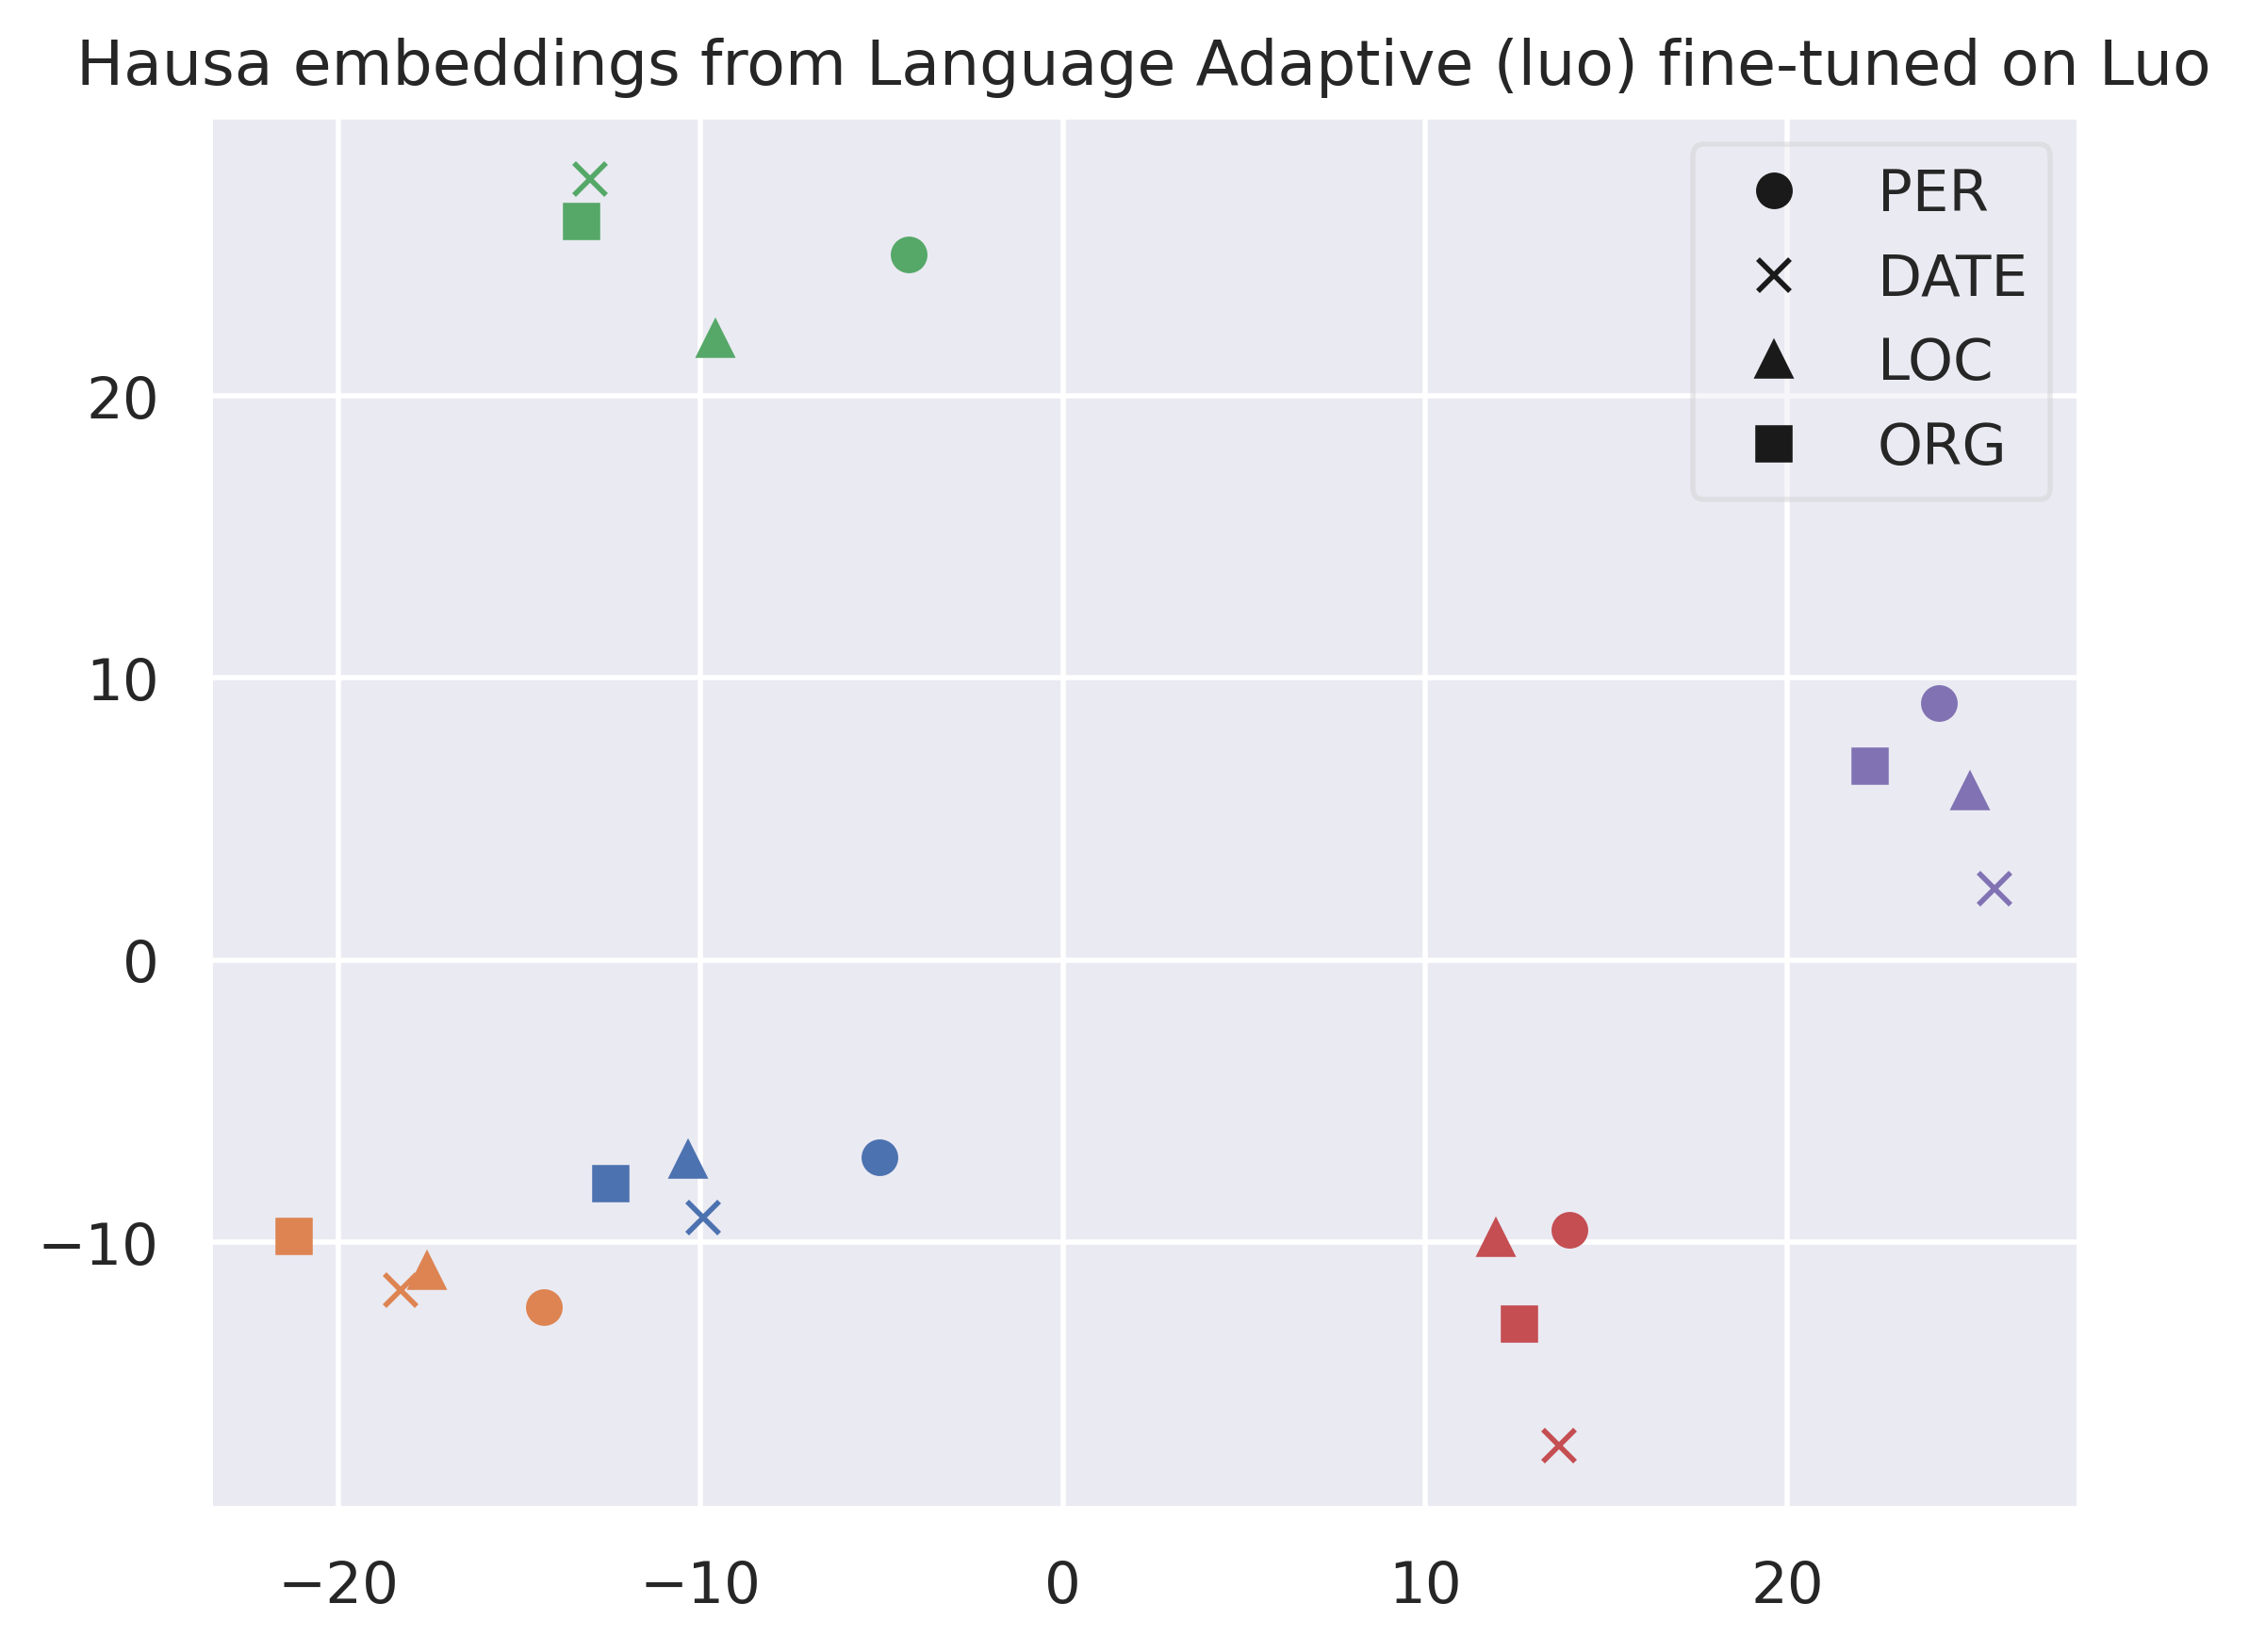 Hausa embeddings from Language Adaptive (luo) fine-tuned on Luo
PER
DATE
LOC
ORG
20
10
0
−10
−20 −10 0 10 20